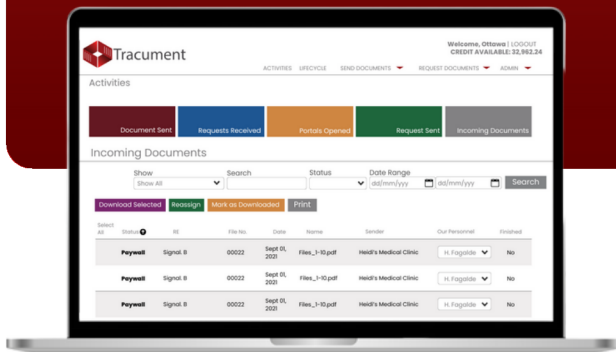 Tracument
Welcome, Ottawa | LOGOUT
CREDIT AVAILABLE: 32,962.24
ACTIVITIES LIFECYCLE SEND DOCUMENTS REQUEST DOCUMENTS ADMIN
Activities
Document Sent Requests Received Portals Opened Request Sent Incoming Documents
Incoming Documents
Show Search Status Date Range
Show All dd/mm/yyy dd/mm/yyy Search
Download Selected Reassign Mark as Downloaded Print
Select All Status RE File No. Date Name Sender Our Personnel Finished
Paywall Signal. B 00022 Sept 01, 2021 Files_1-10.pdf Heidi's Medical Clinic H. Fagalde No
Paywall Signal. B 00022 Sept 01, 2021 Files_1-10.pdf Heidi's Medical Clinic H. Fagalde No
Paywall Signal. B 00022 Sept 01, 2021 Files_1-10.pdf Heidi's Medical Clinic H. Fagalde No